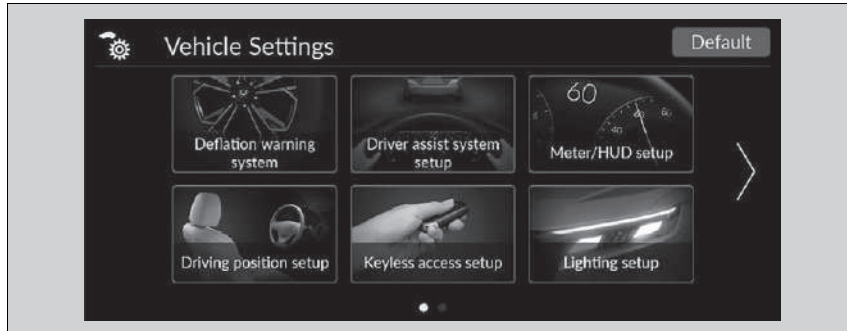 Vehicle Settings
Default
Deflation warning
system
Driver assist system
setup
60
Meter/HUD setup
Driving position setup
Keyless access setup
Lighting setup